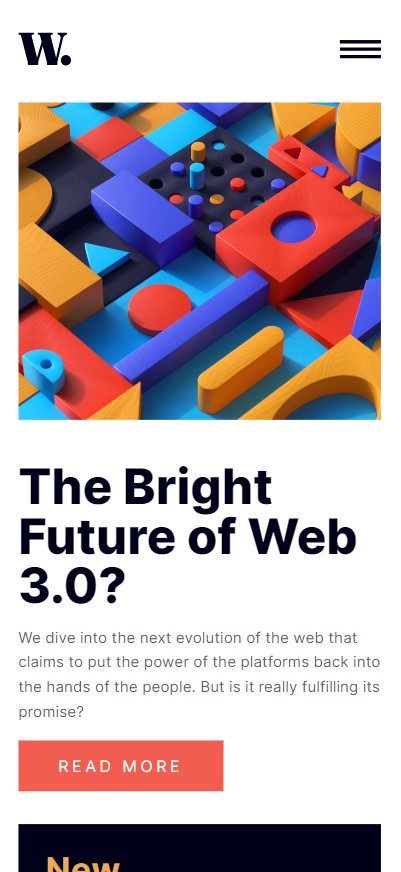 W.
The Bright
Future of Web
3.0?
We dive into the next evolution of the web that
claims to put the power of the platforms back into
the hands of the people. But is it really fulfilling its
promise?
READ MORE
New